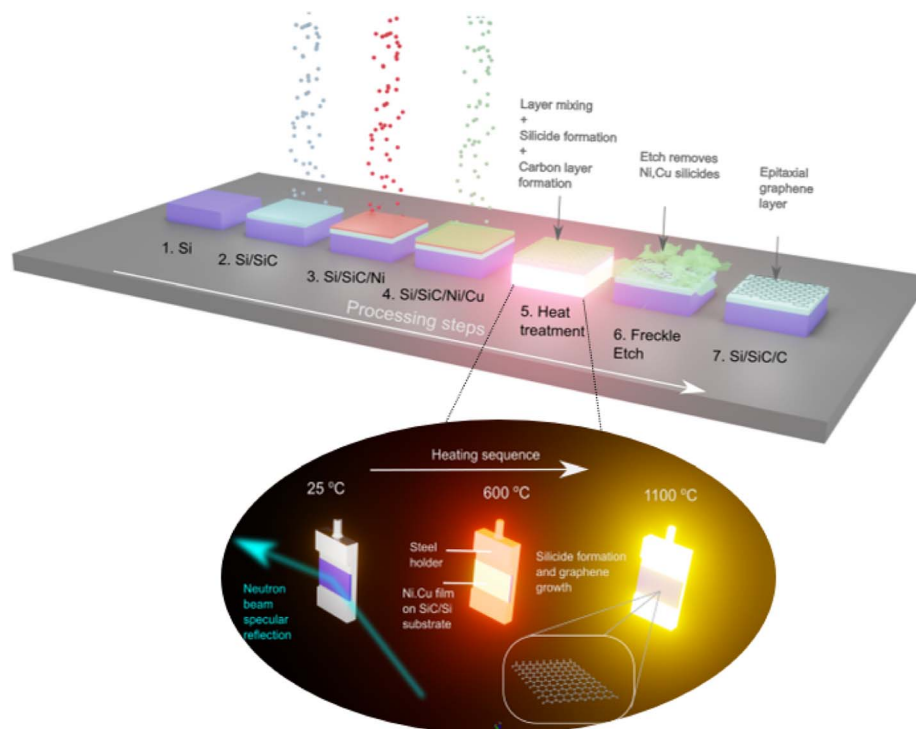 Layer mixing
+
Silicide formation
+
Carbon layer
formation
Etch removes
Ni,Cu silicides
Epitaxial
graphene
layer
1. Si
2. Si/SiC
3. Si/SiC/Ni
4. Si/SiC/Ni/Cu
5. Heat
treatment
6. Freckle
Etch
7. Si/SiC/C
Processing steps
Heating sequence
25 °C
600 °C
1100 °C
Steel
holder
Ni.Cu film
on SiC/Si
substrate
Silicide formation
and graphene
growth
Neutron
beam
specular
reflection